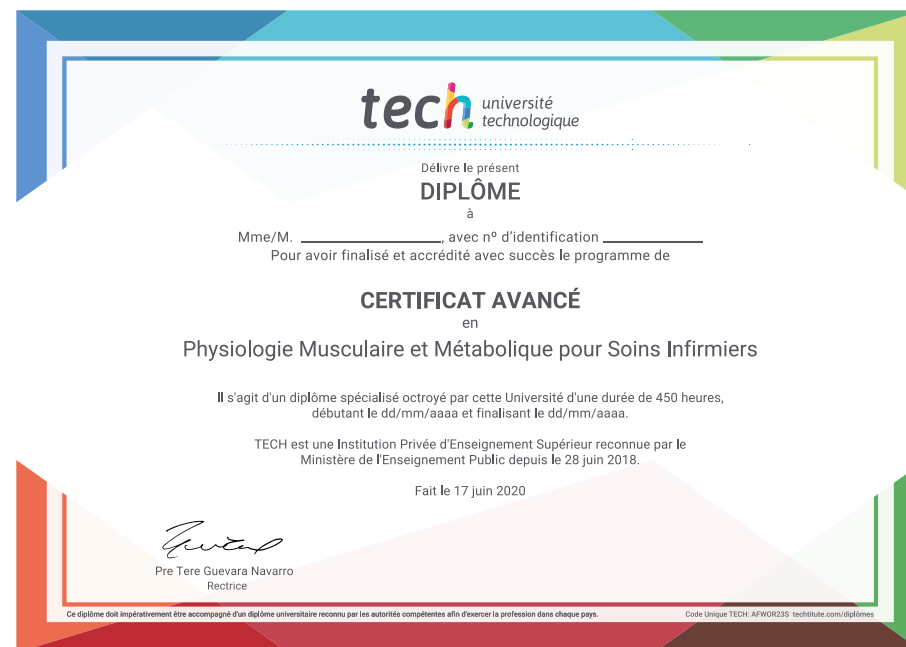 tech université
technologique
Délivre le présent
DIPLÔME
à
Mme/M. ____________________, avec nº d'identification ______________
Pour avoir finalisé et accrédité avec succès le programme de
CERTIFICAT AVANCÉ
en
Physiologie Musculaire et Métabolique pour Soins Infirmiers
Il s'agit d'un diplôme spécialisé octroyé par cette Université d'une durée de 450 heures,
débutant le dd/mm/aaaa et finalisant le dd/mm/aaaa.
TECH est une Institution Privée d'Enseignement Supérieur reconnue par le
Ministère de l'Enseignement Public depuis le 28 juin 2018.
Fait le 17 juin 2020
Pre Tere Guevara Navarro
Rectrice
Ce diplôme doit impérativement être accompagné d'un diplôme universitaire reconnu par les autorités compétentes afin d'exercer la profession dans chaque pays.
Code Unique TECH: AFWOR23S techtitute.com/diplômes